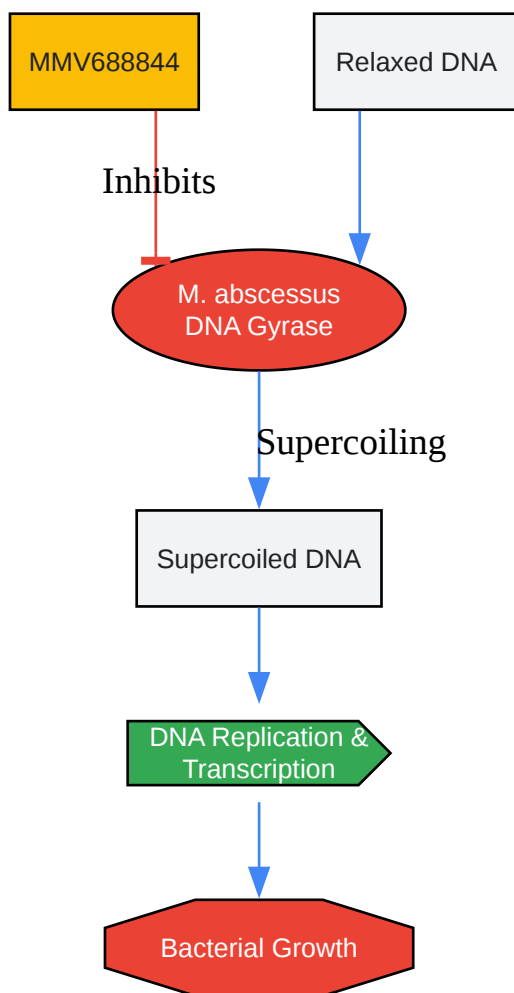 MMV688844
Relaxed DNA
Inhibits
M. abscessus
DNA Gyrase
Supercoiling
Supercoiled DNA
DNA Replication &
Transcription
Bacterial Growth